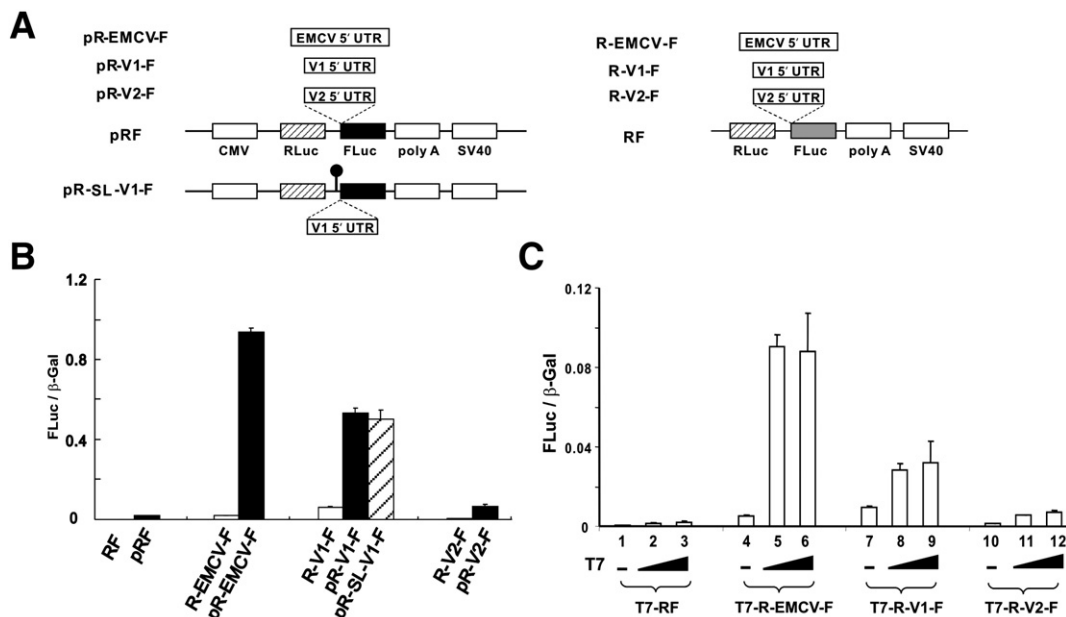 A
pR-EMCV-F
EMCV 5′ UTR
pR-V1-F
V1 5′ UTR
pR-V2-F
V2 5′ UTR
pRF
CMV RLuc FLuc poly A SV40
pR-SL-V1-F
V1 5′ UTR
R-EMCV-F
EMCV 5′ UTR
R-V1-F
V1 5′ UTR
R-V2-F
V2 5′ UTR
RF
RLuc FLuc poly A SV40
B
FLuc / β-Gal
1.2
0.8
0.4
0
RF
pRF
R-EMCV-F
pR-EMCV-F
R-V1-F
pR-V1-F
pR-SL-V1-F
R-V2-F
pR-V2-F
C
FLuc / β-Gal
0.12
0.08
0.04
0
1 2 3 4 5 6 7 8 9 10 11 12
T7 - - - -
T7-RF T7-R-EMCV-F T7-R-V1-F T7-R-V2-F